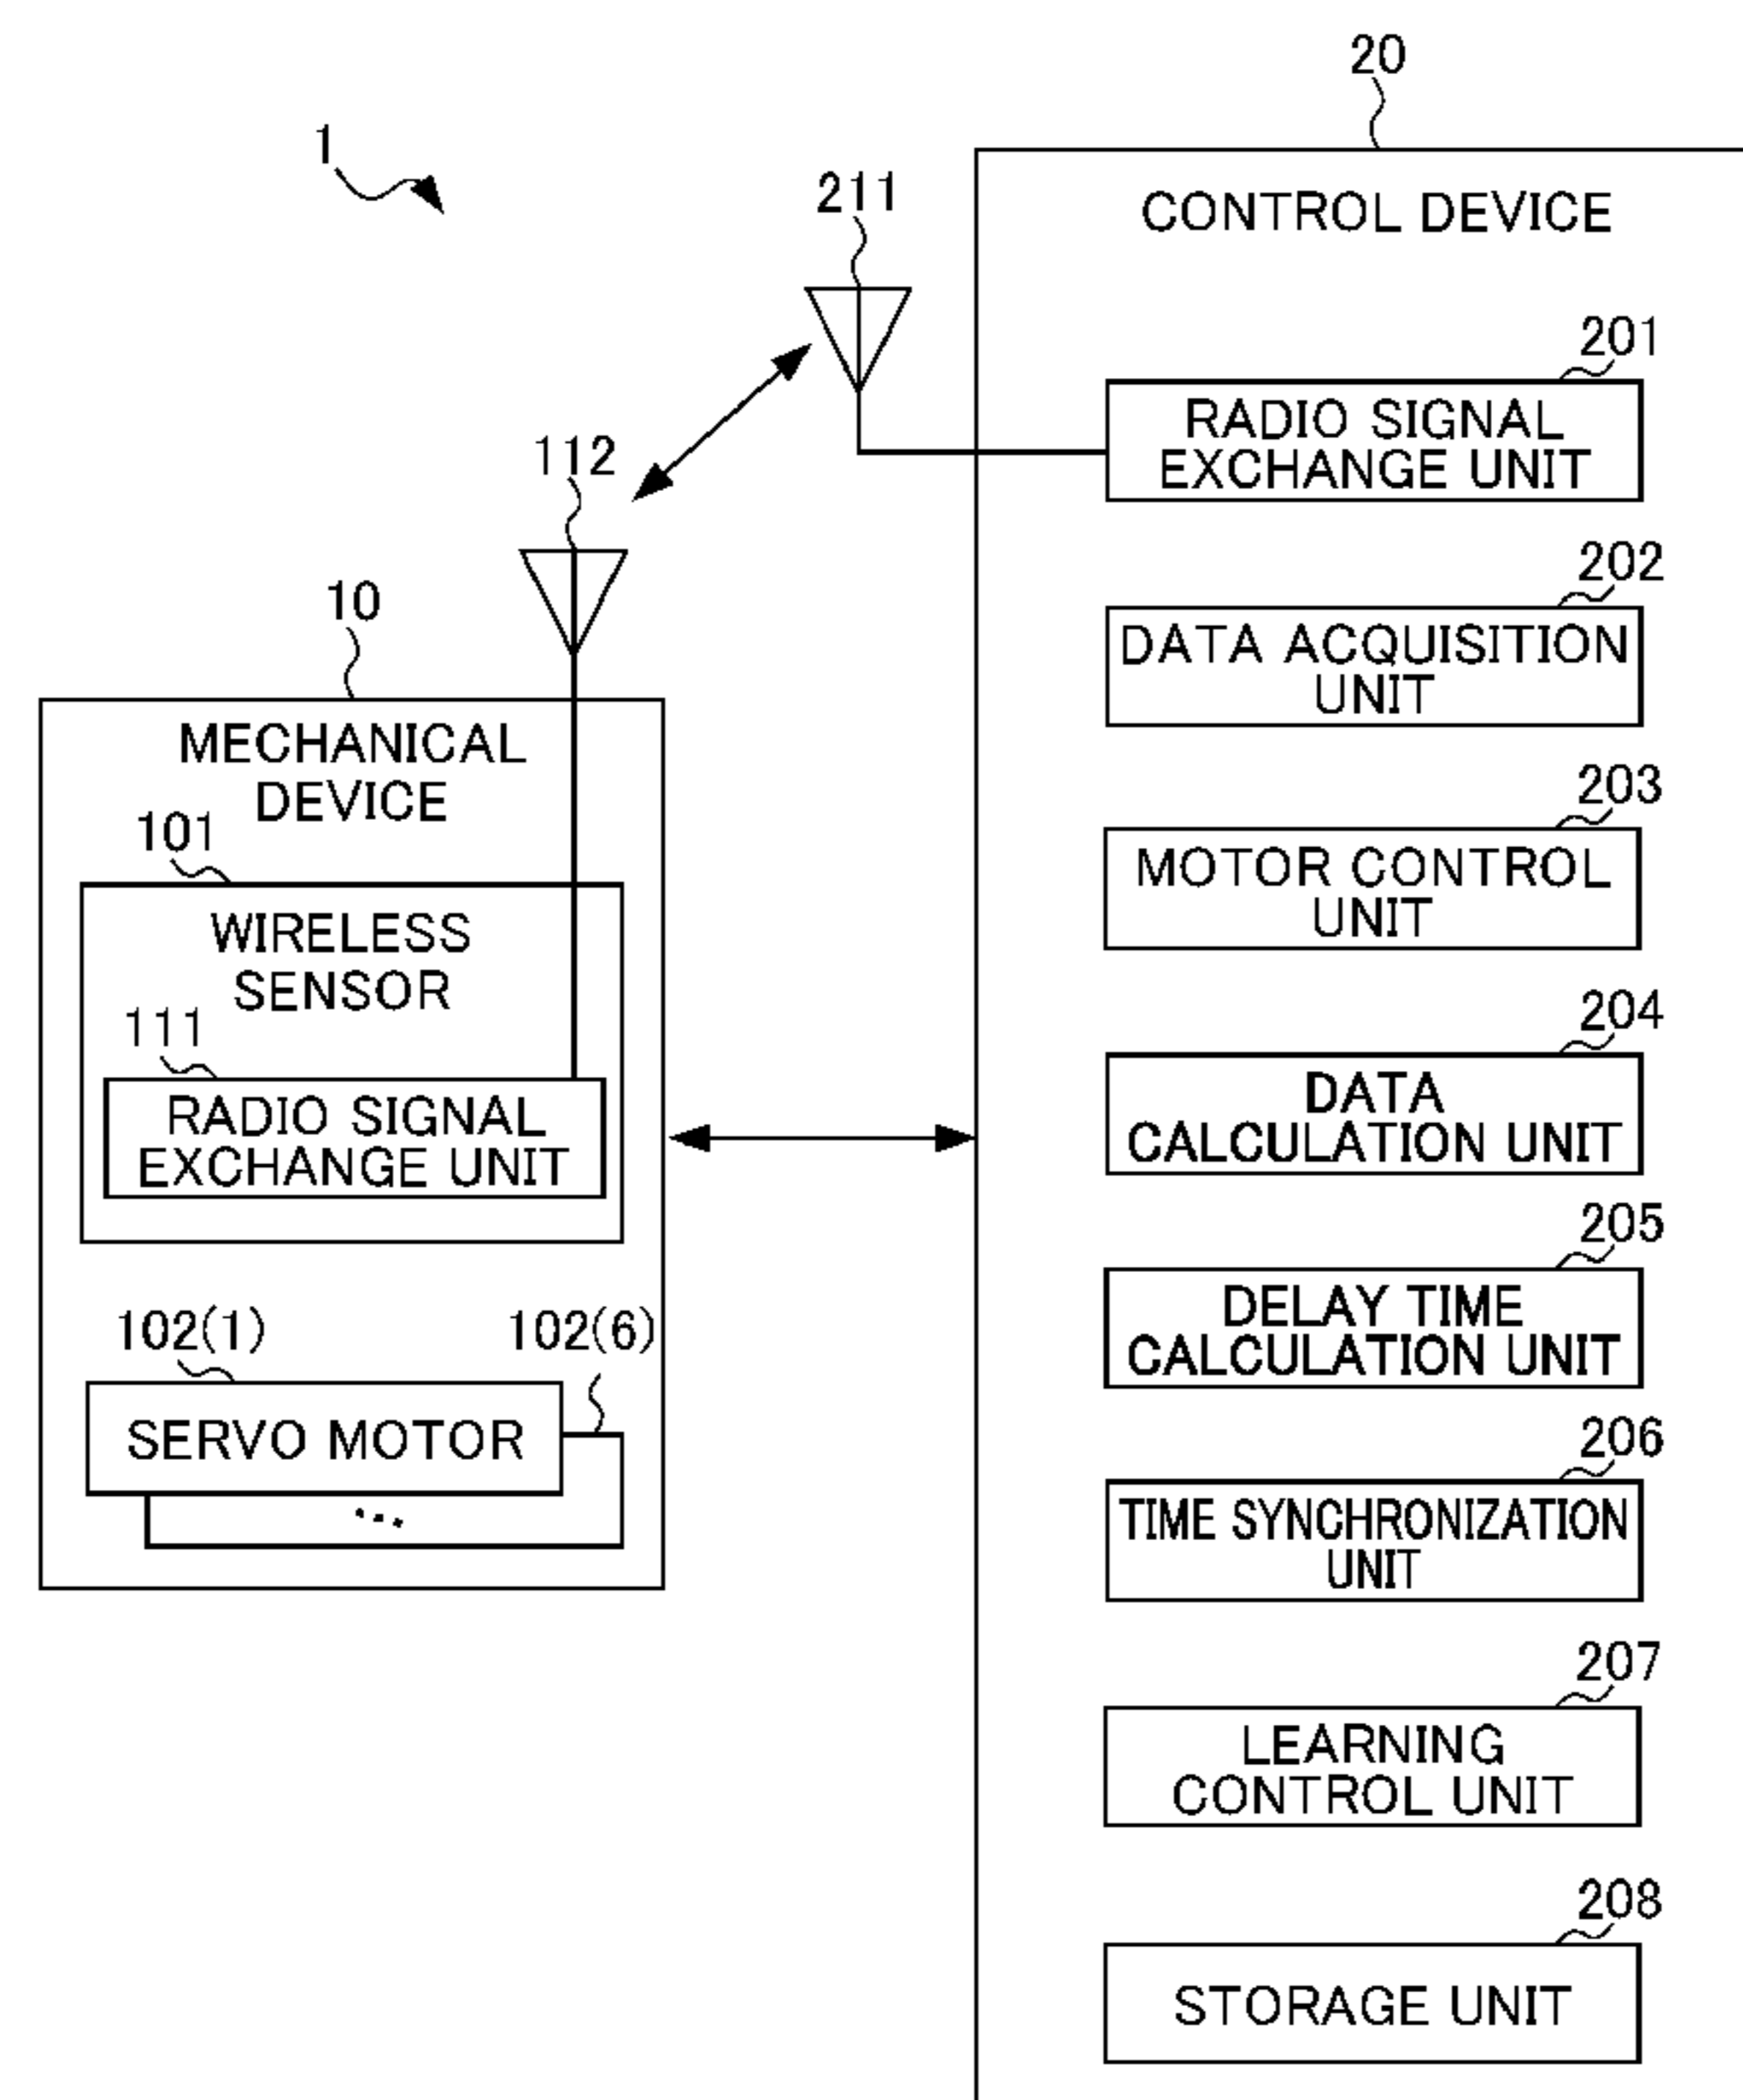 20
1
211
CONTROL DEVICE
201
RADIO SIGNAL
EXCHANGE UNIT
112
202
DATA ACQUISITION
UNIT
10
MECHANICAL
DEVICE
203
MOTOR CONTROL
UNIT
101
WIRELESS
SENSOR
204
DATA
CALCULATION UNIT
111
RADIO SIGNAL
EXCHANGE UNIT
205
DELAY TIME
CALCULATION UNIT
102(1)
102(6)
SERVO MOTOR
...
206
TIME SYNCHRONIZATION
UNIT
207
LEARNING
CONTROL UNIT
208
STORAGE UNIT